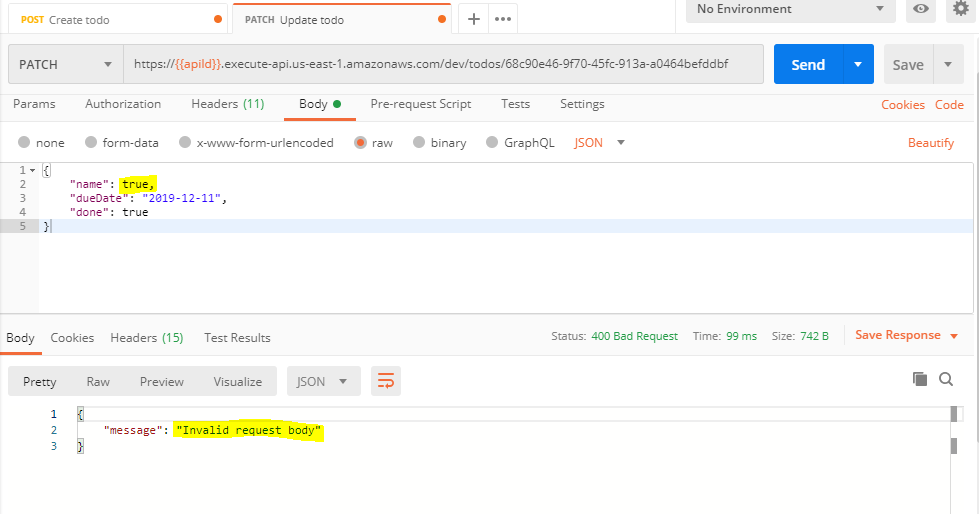 POST Create todo
PATCH Update todo
+
•••
No Environment
PATCH
https://{{apiId}}.execute-api.us-east-1.amazonaws.com/dev/todos/68c90e46-9f70-45fc-913a-a0464befddbf
Send
Save
Params
Authorization
Headers (11)
Body
Pre-request Script
Tests
Settings
Cookies
Code
none
form-data
x-www-form-urlencoded
raw
binary
GraphQL
JSON
Beautify
1 {
2 "name": true,
3 "dueDate": "2019-12-11",
4 "done": true
5 }
Body
Cookies
Headers (15)
Test Results
Status: 400 Bad Request
Time: 99 ms
Size: 742 B
Save Response
Pretty
Raw
Preview
Visualize
JSON
1 {
2 "message": "Invalid request body"
3 }